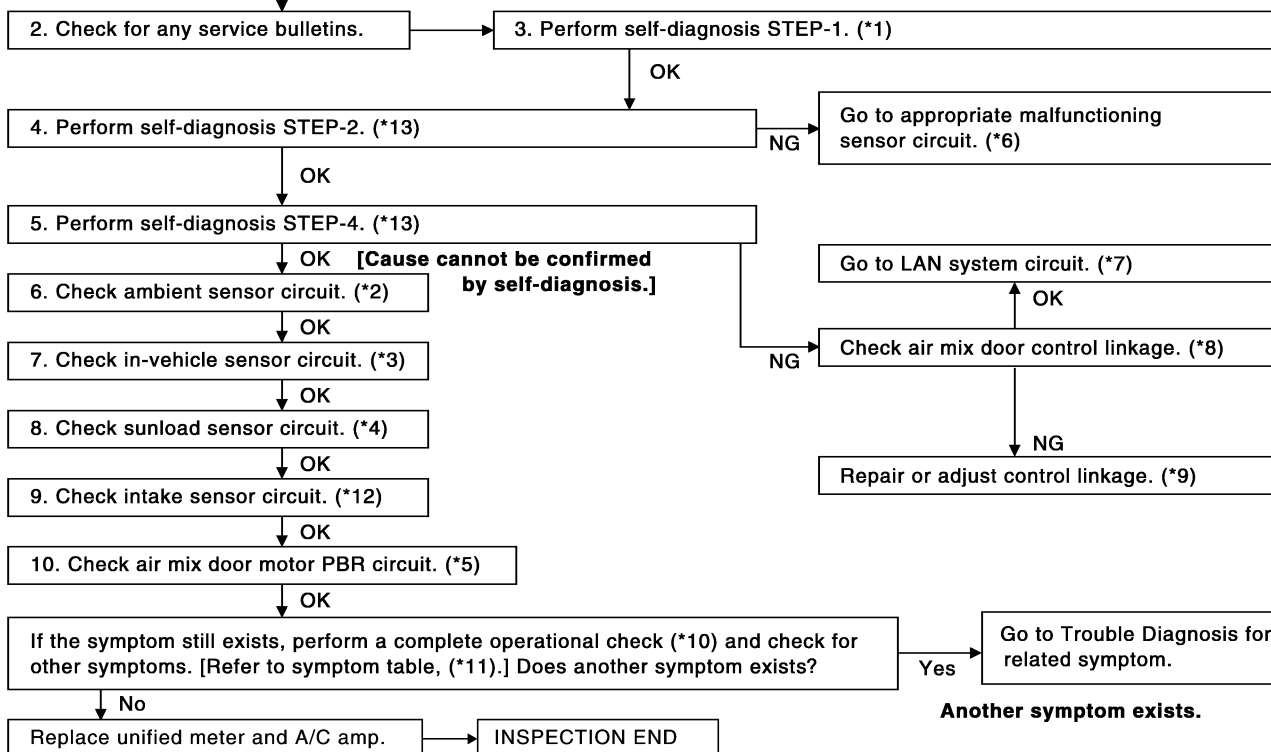 2. Check for any service bulletins.
3. Perform self-diagnosis STEP-1. (*1)
OK
4. Perform self-diagnosis STEP-2. (*13)
NG
Go to appropriate malfunctioning
sensor circuit. (*6)
OK
5. Perform self-diagnosis STEP-4. (*13)
OK
[Cause cannot be confirmed
by self-diagnosis.]
Go to LAN system circuit. (*7)
OK
NG
Check air mix door control linkage. (*8)
NG
Repair or adjust control linkage. (*9)
6. Check ambient sensor circuit. (*2)
OK
7. Check in-vehicle sensor circuit. (*3)
OK
8. Check sunload sensor circuit. (*4)
OK
9. Check intake sensor circuit. (*12)
OK
10. Check air mix door motor PBR circuit. (*5)
OK
If the symptom still exists, perform a complete operational check (*10) and check for
other symptoms. [Refer to symptom table, (*11).] Does another symptom exists?
Yes
Go to Trouble Diagnosis for
related symptom.
Another symptom exists.
No
Replace unified meter and A/C amp.
INSPECTION END